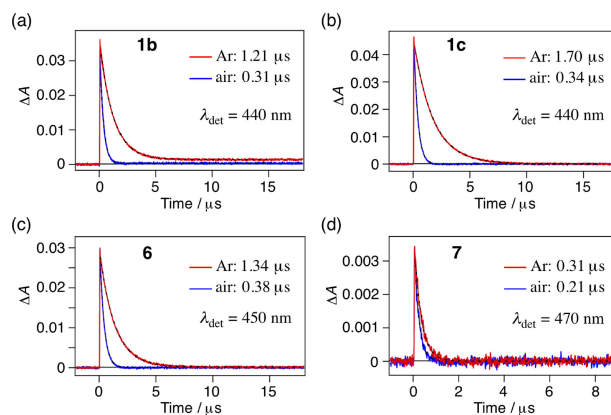 (a)
1b
Ar: 1.21 µs
air: 0.31 µs
λdet = 440 nm
ΔA
0.03
0.02
0.01
0
0 5 10 15
Time / µs
(b)
1c
Ar: 1.70 µs
air: 0.34 µs
λdet = 440 nm
ΔA
0.04
0.03
0.02
0.01
0
0 5 10 15
Time / µs
(c)
6
Ar: 1.34 µs
air: 0.38 µs
λdet = 450 nm
ΔA
0.03
0.02
0.01
0
0 5 10 15
Time / µs
(d)
7
Ar: 0.31 µs
air: 0.21 µs
λdet = 470 nm
ΔA
0.003
0.002
0.001
0
0 2 4 6 8
Time / µs